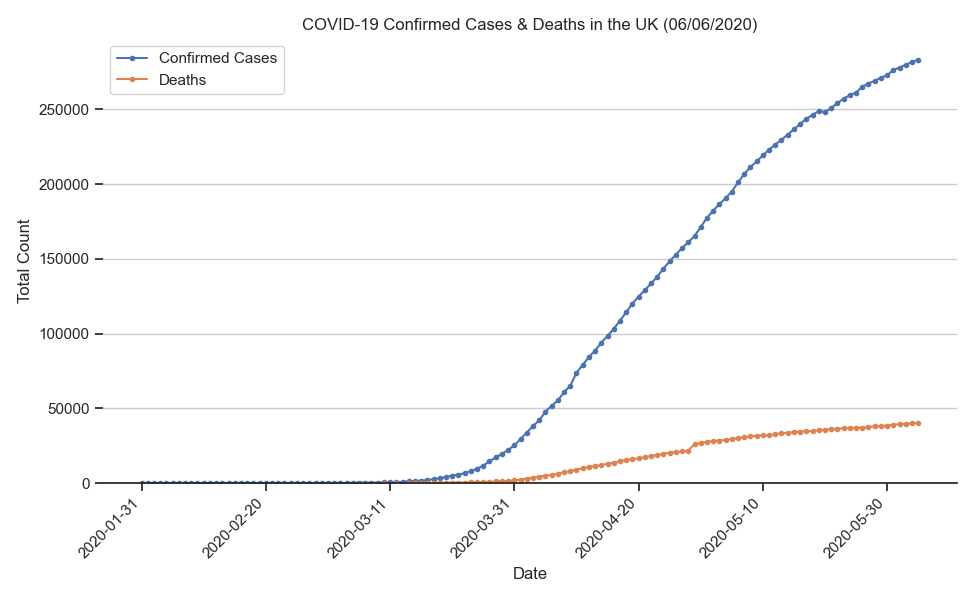 COVID-19 Confirmed Cases & Deaths in the UK (06/06/2020)
Confirmed Cases
Deaths
Total Count
250000
200000
150000
100000
50000
0
2020-01-31
2020-02-20
2020-03-11
2020-03-31
2020-04-20
2020-05-10
2020-05-30
Date